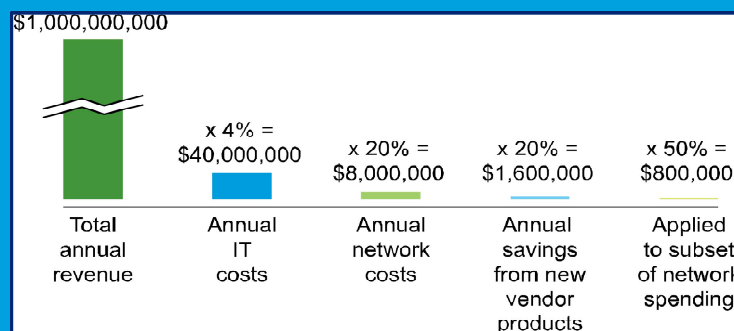 $1,000,000,000
x 4% =
$40,000,000
x 20% =
$8,000,000
x 20% =
$1,600,000
x 50% =
$800,000
Total
annual
revenue
Annual
IT
costs
Annual
network
costs
Annual
savings
from new
vendor
products
Applied
to subset
of network
spending